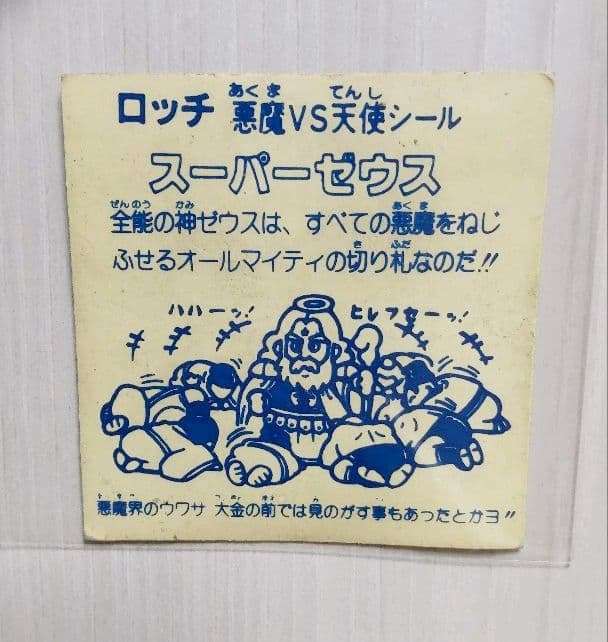 ロッチ 悪魔VS天使シール
スーパーゼウス
全能の神ゼウスは、すべての悪魔をねじ
ふせるオールマイティの切り札なのだ!!
ハハーッ! ヒレフセーッ!
悪魔界のウワサ 大金の前では見のがす事もあったとかヨ〃